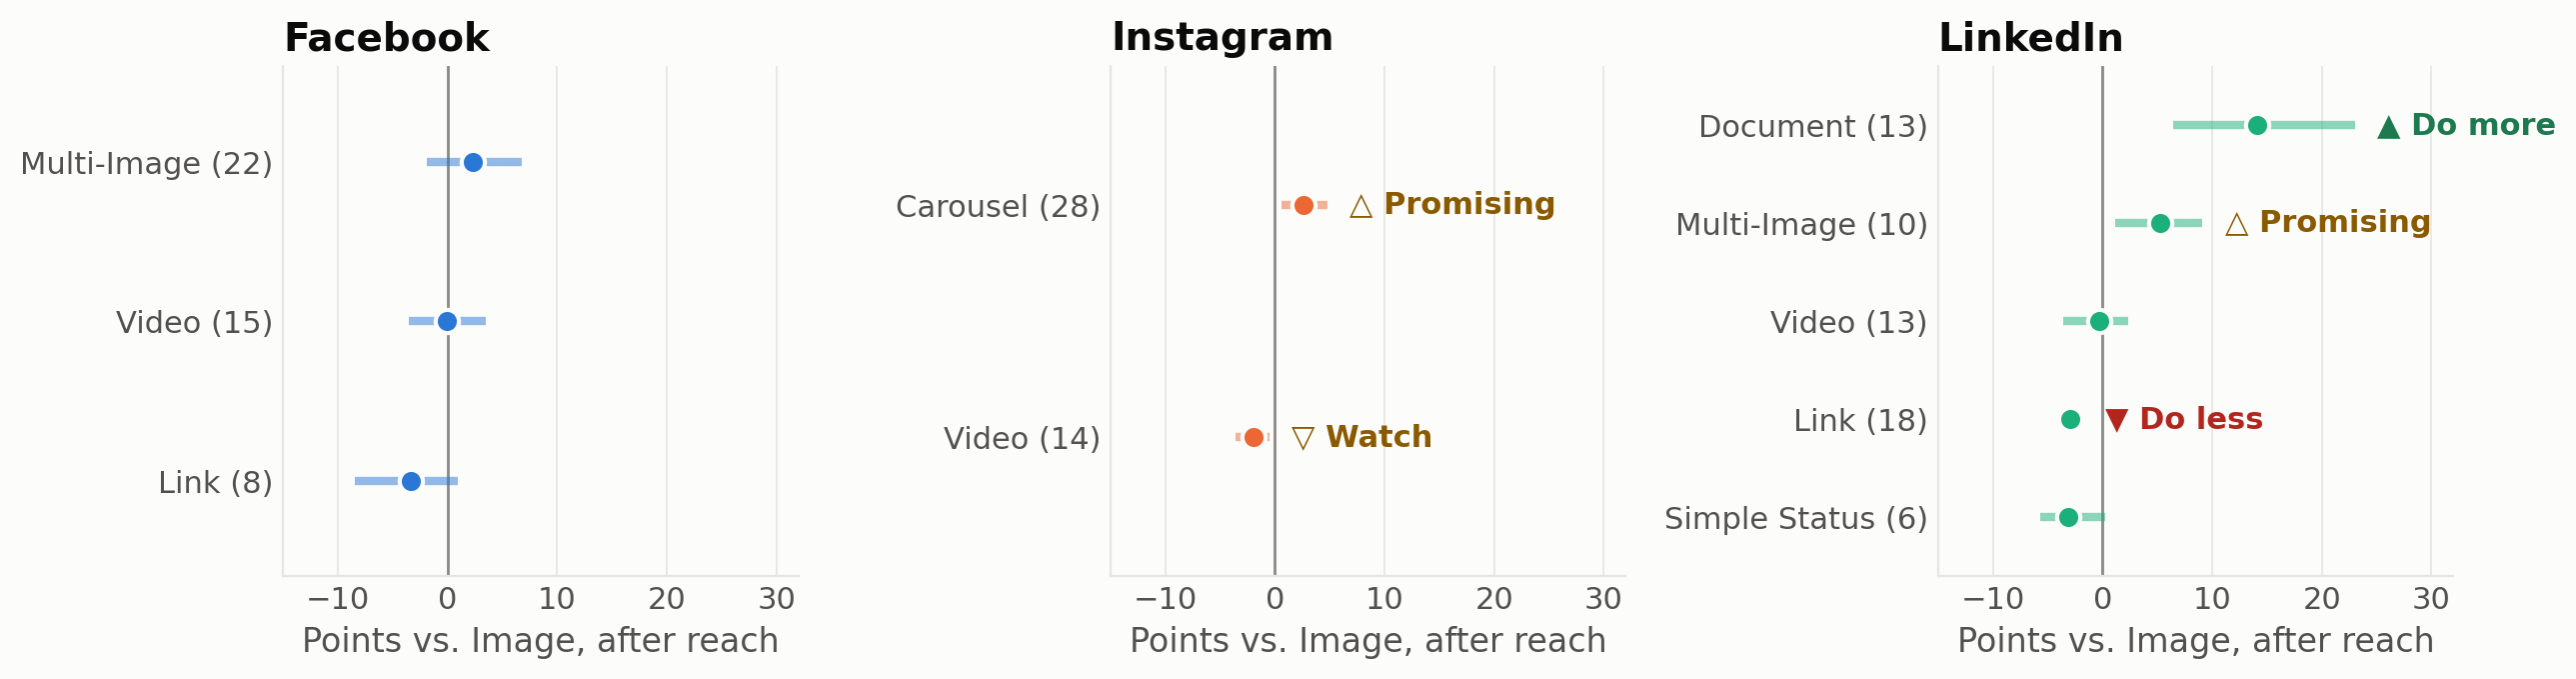 Facebook
Multi-Image (22)
Video (15)
Link (8)
−10 0 10 20 30
Points vs. Image, after reach
Instagram
Carousel (28) △ Promising
Video (14) ▽ Watch
−10 0 10 20 30
Points vs. Image, after reach
LinkedIn
Document (13) ▲ Do more
Multi-Image (10) △ Promising
Video (13)
Link (18) ▼ Do less
Simple Status (6)
−10 0 10 20 30
Points vs. Image, after reach